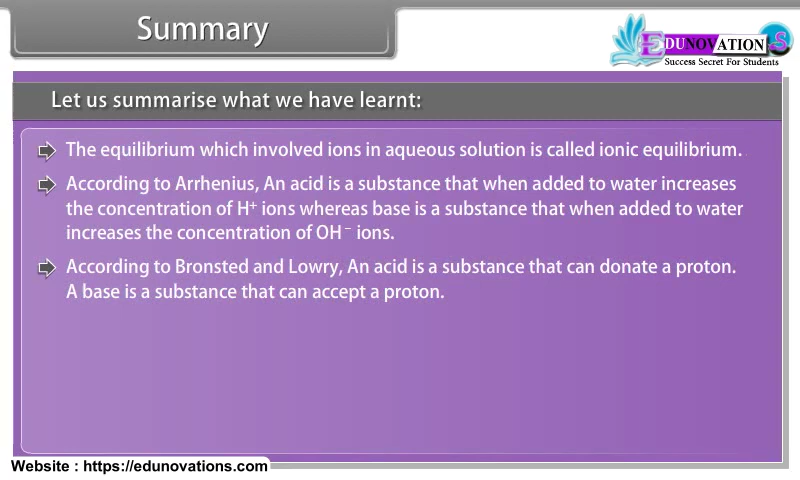 Summary
EDUNOVATIONS
Success Secret For Students
Let us summarise what we have learnt:
The equilibrium which involved ions in aqueous solution is called ionic equilibrium.
According to Arrhenius, An acid is a substance that when added to water increases
the concentration of H⁺ ions whereas base is a substance that when added to water
increases the concentration of OH⁻ ions.
According to Bronsted and Lowry, An acid is a substance that can donate a proton.
A base is a substance that can accept a proton.
Website : https://edunovations.com